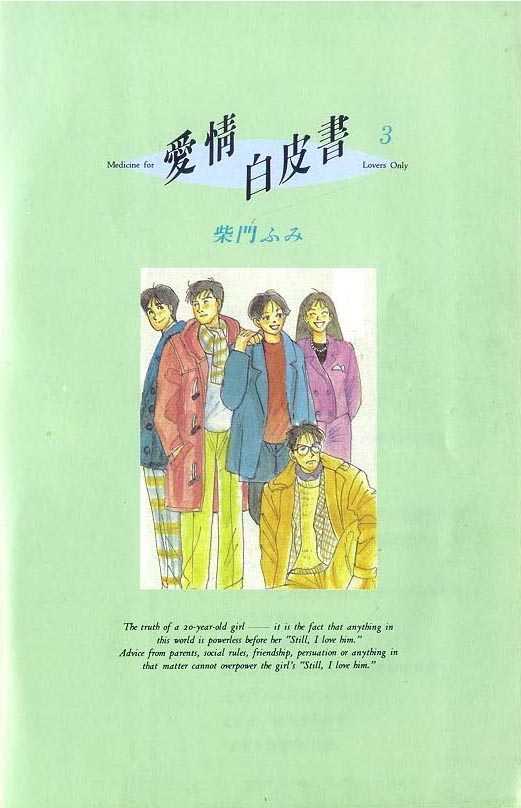 愛情白皮書 3
Medicine for Lovers Only
柴門ふみ
The truth of a 20-year-old girl —— it is the fact that anything in
this world is powerless before her "Still, I love him."
Advice from parents, social rules, friendship, persuation or anything in
that matter cannot overpower the girl's "Still, I love him."